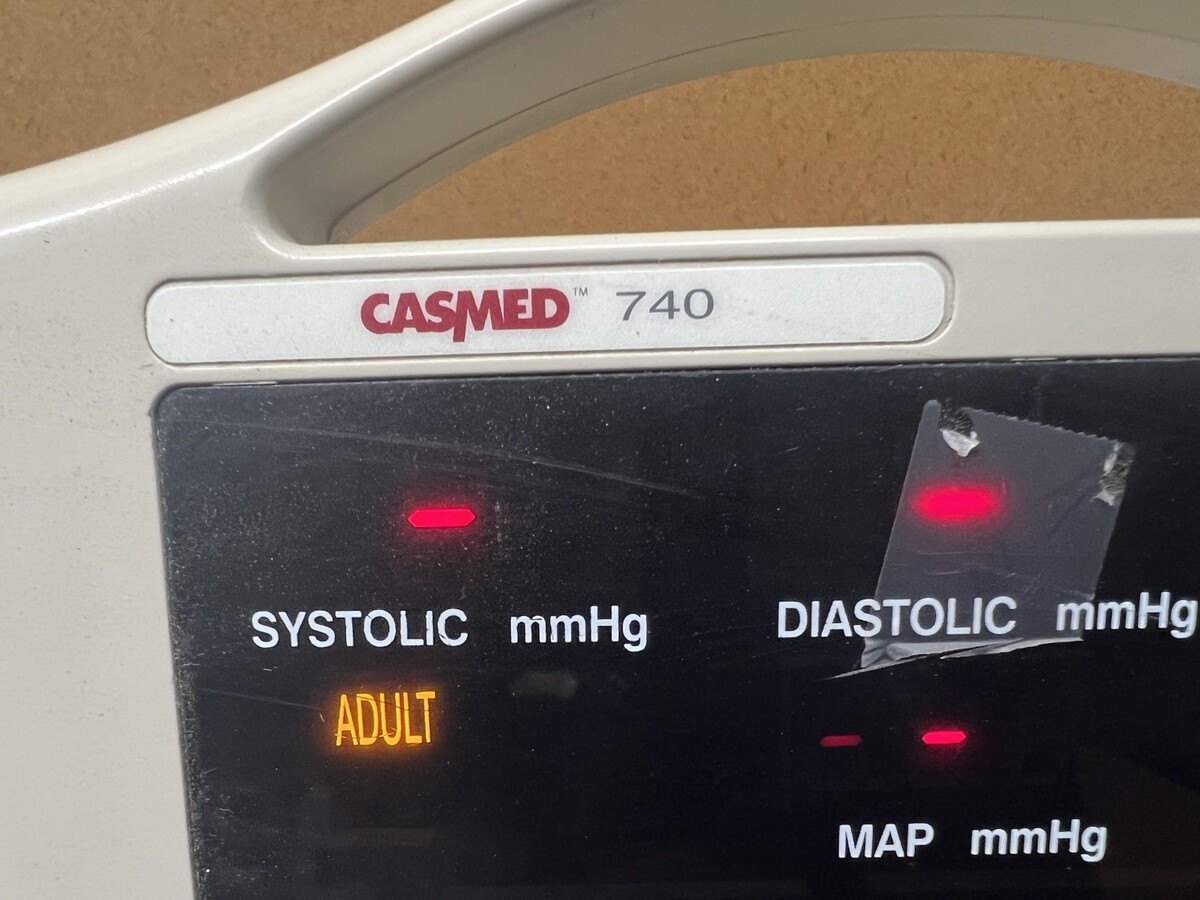 CASMED™ 740
SYSTOLIC mmHg
DIASTOLIC mmHg
ADULT
MAP mmHg